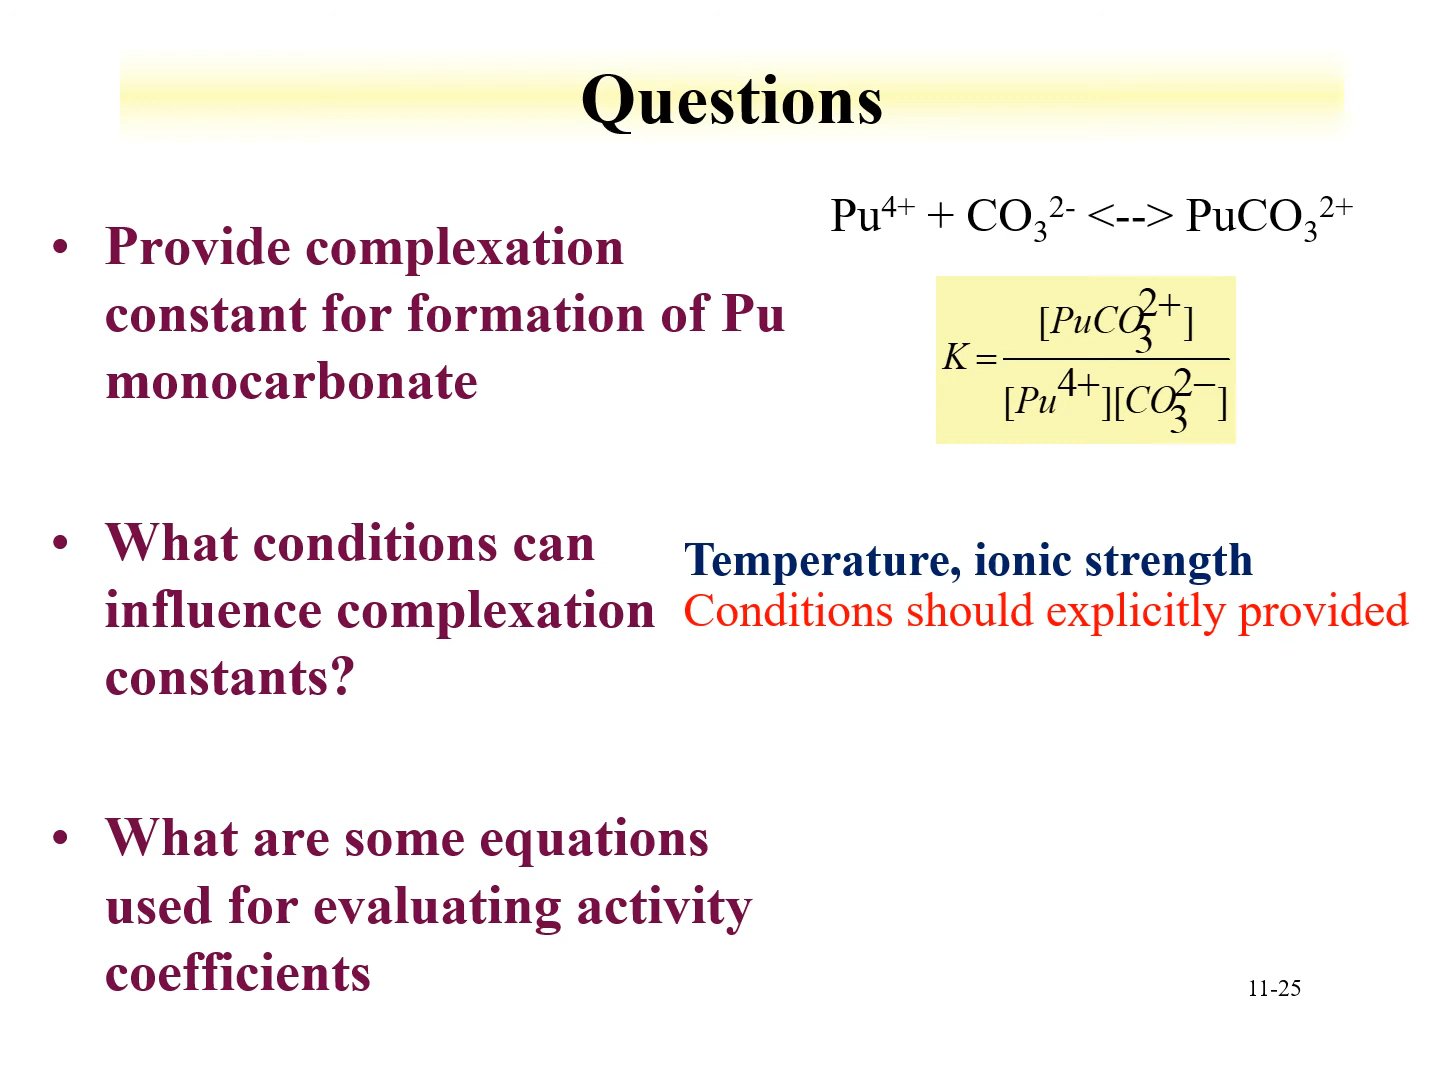 Questions
• Provide complexation
constant for formation of Pu
monocarbonate
Pu⁴⁺ + CO₃²⁻ <--> PuCO₃²⁺
K = [PuCO₃²⁺] / [Pu⁴⁺][CO₃²⁻]
• What conditions can
influence complexation
constants?
Temperature, ionic strength
Conditions should explicitly provided
• What are some equations
used for evaluating activity
coefficients
11-25